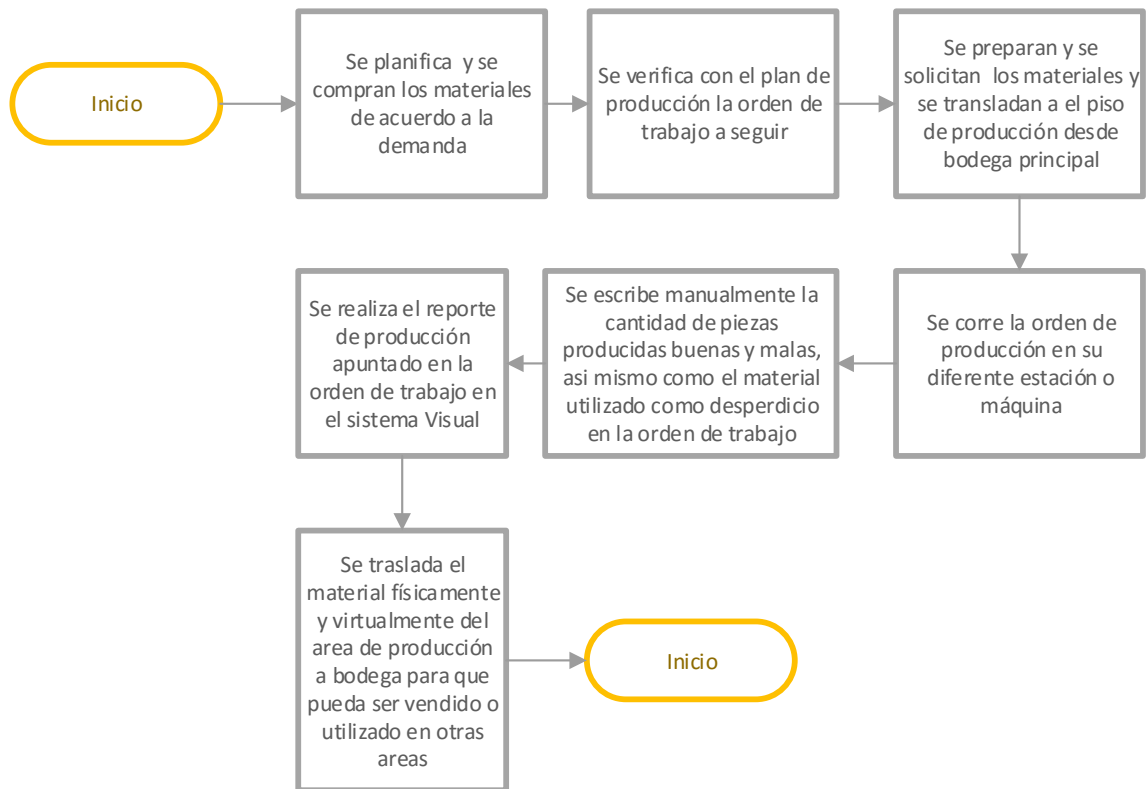 Inicio
Se planifica y se
compran los materiales
de acuerdo a la
demanda
Se verifica con el plan de
producción la orden de
trabajo a seguir
Se preparan y se
solicitan los materiales y
se transladan a el piso
de producción desde
bodega principal
Se corre la orden de
producción en su
diferente estación o
máquina
Se escribe manualmente la
cantidad de piezas
producidas buenas y malas,
asi mismo como el material
utilizado como desperdicio
en la orden de trabajo
Se realiza el reporte
de producción
apuntado en la
orden de trabajo en
el sistema Visual
Se traslada el
material físicamente
y virtualmente del
area de producción
a bodega para que
pueda ser vendido o
utilizado en otras
areas
Inicio